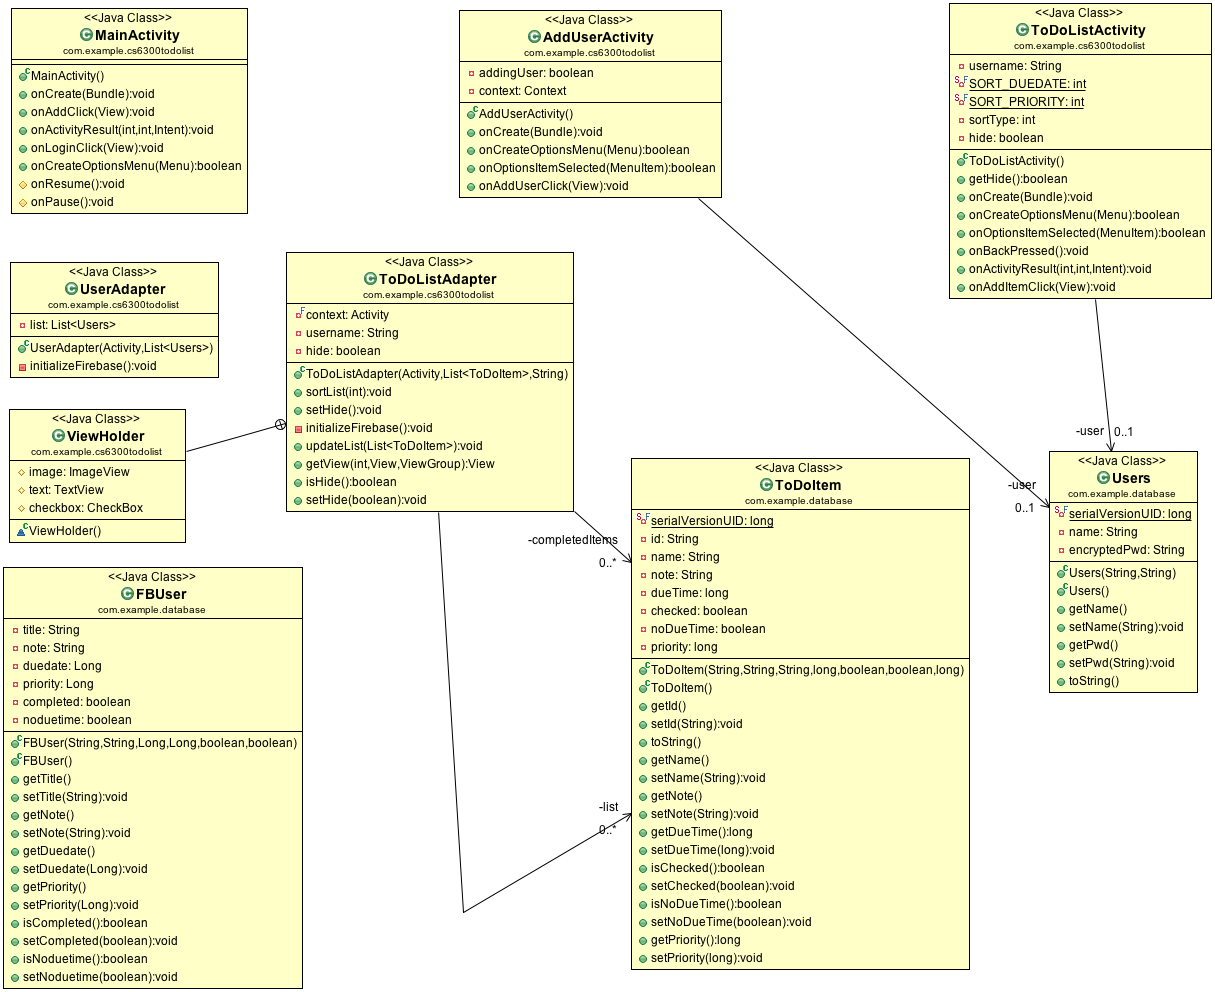 <<Java Class>>
MainActivity
com.example.cs6300todolist
MainActivity()
onCreate(Bundle):void
onAddClick(View):void
onActivityResult(int,int,Intent):void
onLoginClick(View):void
onCreateOptionsMenu(Menu):boolean
onResume():void
onPause():void
<<Java Class>>
AddUserActivity
com.example.cs6300todolist
addingUser: boolean
context: Context
AddUserActivity()
onCreate(Bundle):void
onCreateOptionsMenu(Menu):boolean
onOptionsItemSelected(MenuItem):boolean
onAddUserClick(View):void
<<Java Class>>
ToDoListActivity
com.example.cs6300todolist
username: String
SORT_DUEDATE: int
SORT_PRIORITY: int
sortType: int
hide: boolean
ToDoListActivity()
getHide():boolean
onCreate(Bundle):void
onCreateOptionsMenu(Menu):boolean
onOptionsItemSelected(MenuItem):boolean
onBackPressed():void
onActivityResult(int,int,Intent):void
onAddItemClick(View):void
<<Java Class>>
UserAdapter
com.example.cs6300todolist
list: List<Users>
UserAdapter(Activity,List<Users>)
initializeFirebase():void
<<Java Class>>
ToDoListAdapter
com.example.cs6300todolist
context: Activity
username: String
hide: boolean
ToDoListAdapter(Activity,List<ToDoItem>,String)
sortList(int):void
setHide():void
initializeFirebase():void
updateList(List<ToDoItem>):void
getView(int,View,ViewGroup):View
isHide():boolean
setHide(boolean):void
<<Java Class>>
ViewHolder
com.example.cs6300todolist
image: ImageView
text: TextView
checkbox: CheckBox
ViewHolder()
-user 0..1
-user
0..1
-completedItems
0..*
-list
0..*
<<Java Class>>
ToDoItem
com.example.database
serialVersionUID: long
id: String
name: String
note: String
dueTime: long
checked: boolean
noDueTime: boolean
priority: long
ToDoItem(String,String,String,long,boolean,boolean,long)
ToDoItem()
getId()
setId(String):void
toString()
getName()
setName(String):void
getNote()
setNote(String):void
getDueTime():long
setDueTime(long):void
isChecked():boolean
setChecked(boolean):void
isNoDueTime():boolean
setNoDueTime(boolean):void
getPriority():long
setPriority(long):void
<<Java Class>>
Users
com.example.database
serialVersionUID: long
name: String
encryptedPwd: String
Users(String,String)
Users()
getName()
setName(String):void
getPwd()
setPwd(String):void
toString()
<<Java Class>>
FBUser
com.example.database
title: String
note: String
duedate: Long
priority: Long
completed: boolean
noduetime: boolean
FBUser(String,String,Long,Long,boolean,boolean)
FBUser()
getTitle()
setTitle(String):void
getNote()
setNote(String):void
getDuedate()
setDuedate(Long):void
getPriority()
setPriority(Long):void
isCompleted():boolean
setCompleted(boolean):void
isNoduetime():boolean
setNoduetime(boolean):void